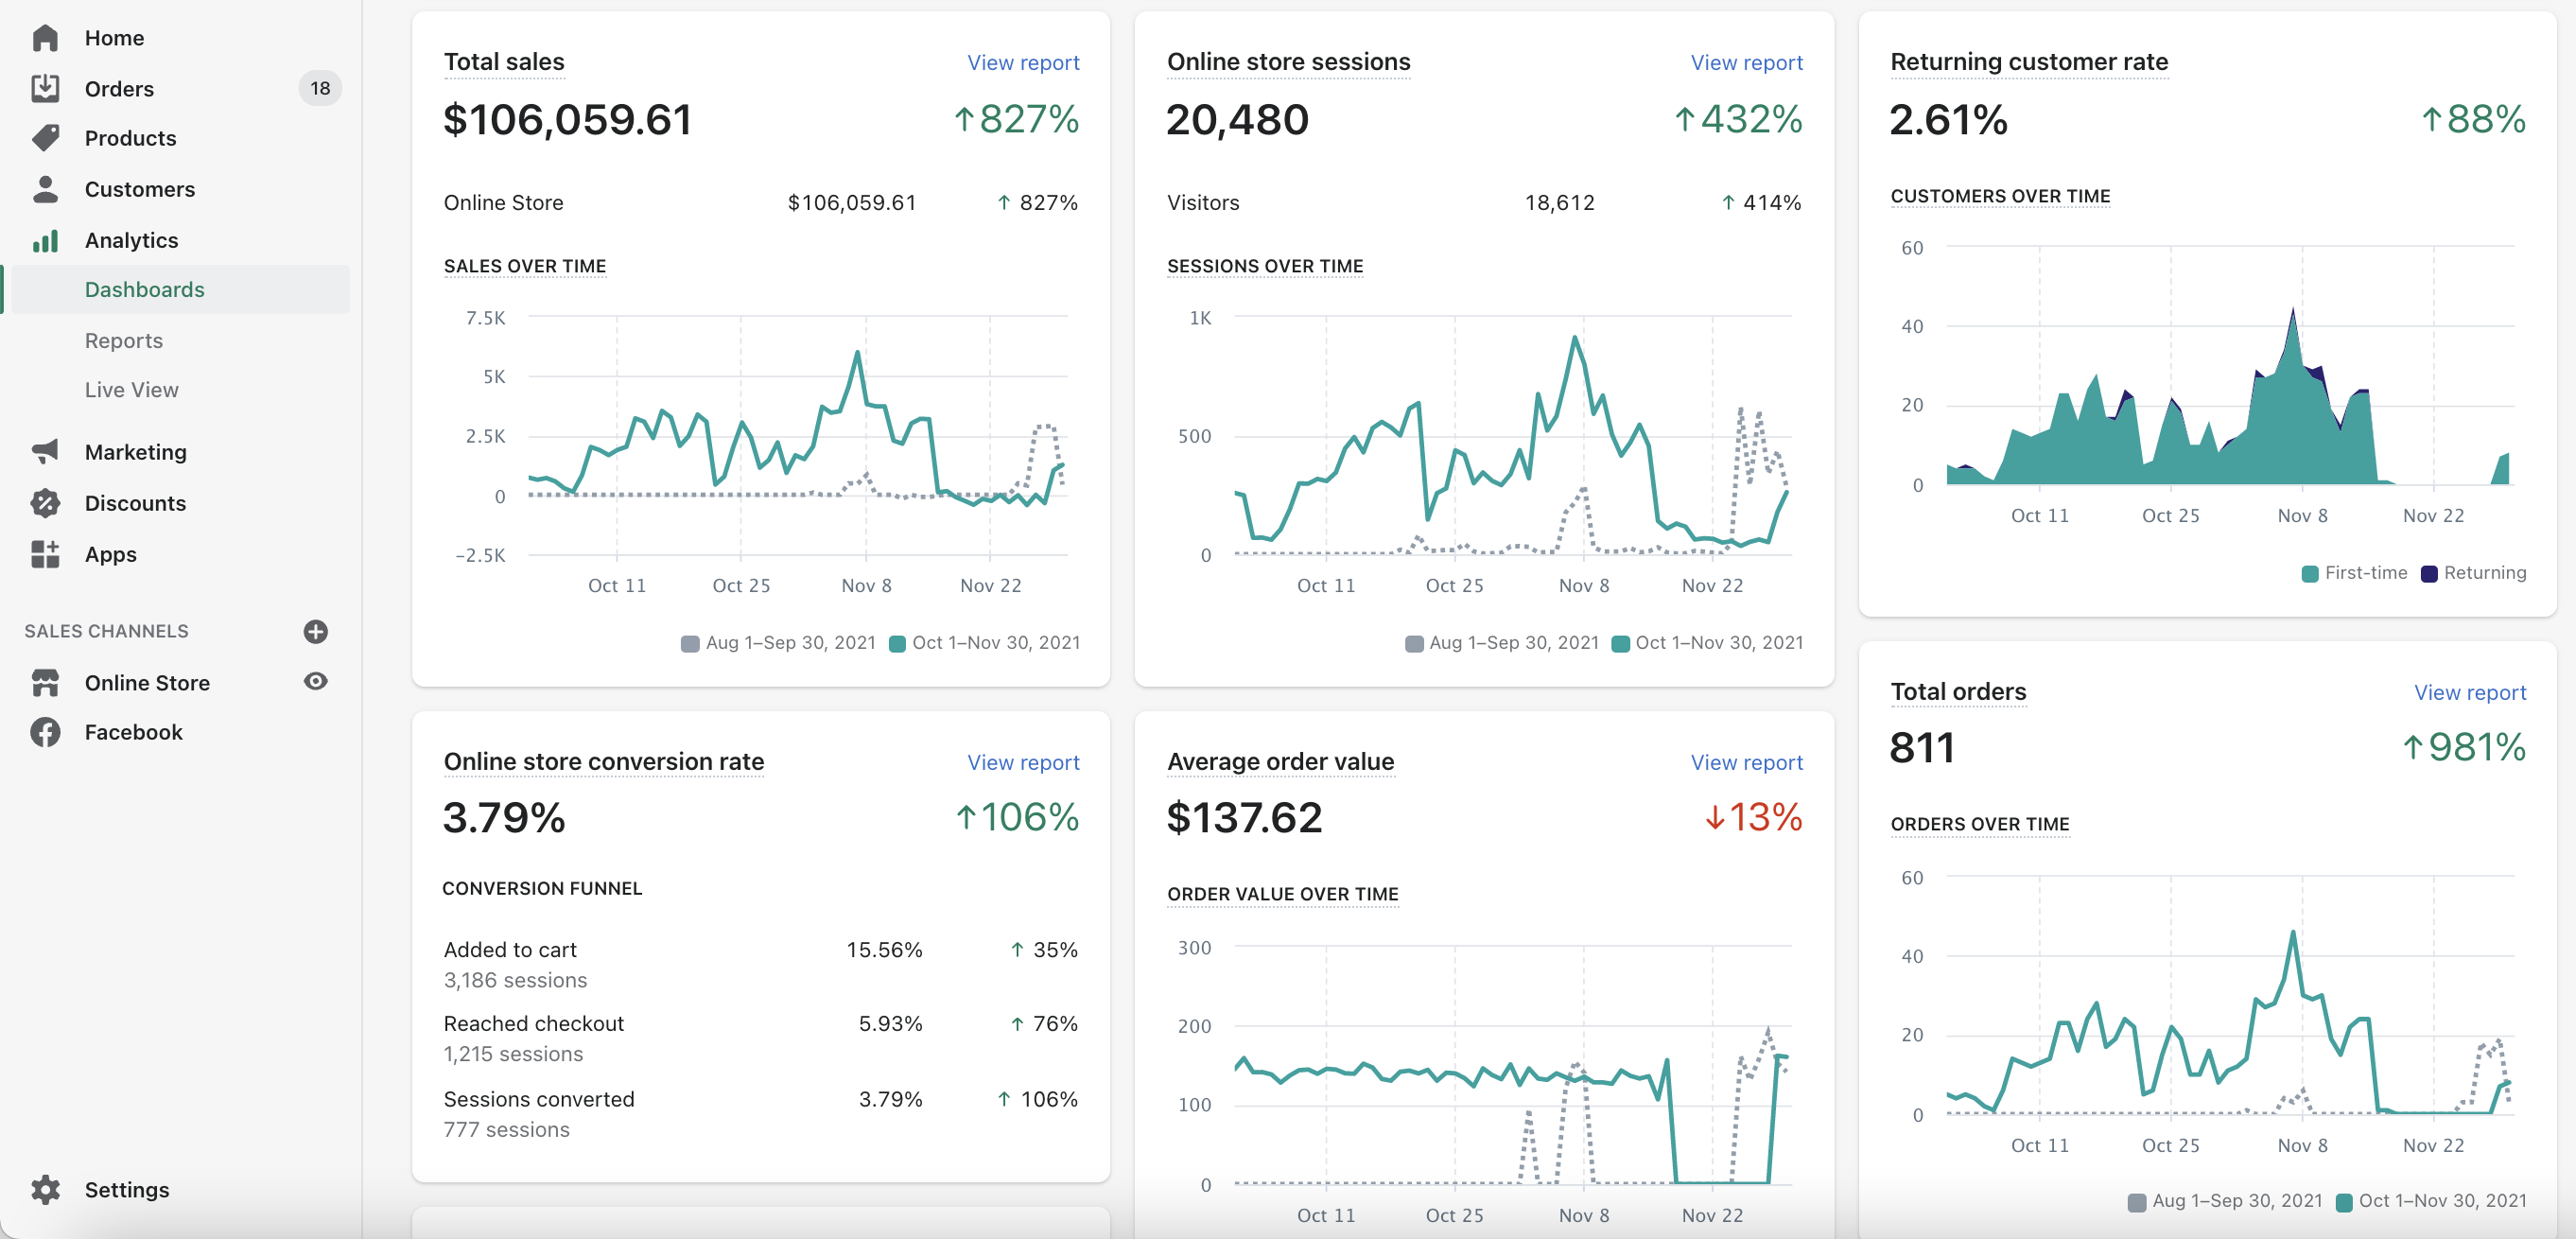 Home
Orders 18
Products
Customers
Analytics
Dashboards
Reports
Live View
Marketing
Discounts
Apps
SALES CHANNELS
Online Store
Facebook
Settings
Total sales View report
$106,059.61 ↑827%
Online Store $106,059.61 ↑ 827%
SALES OVER TIME
7.5K
5K
2.5K
0
−2.5K
Oct 11 Oct 25 Nov 8 Nov 22
Aug 1–Sep 30, 2021 Oct 1–Nov 30, 2021
Online store sessions View report
20,480 ↑432%
Visitors 18,612 ↑ 414%
SESSIONS OVER TIME
1K
500
0
Oct 11 Oct 25 Nov 8 Nov 22
Aug 1–Sep 30, 2021 Oct 1–Nov 30, 2021
Returning customer rate
2.61% ↑88%
CUSTOMERS OVER TIME
60
40
20
0
Oct 11 Oct 25 Nov 8 Nov 22
First-time Returning
Online store conversion rate View report
3.79% ↑106%
CONVERSION FUNNEL
Added to cart 15.56% ↑ 35%
3,186 sessions
Reached checkout 5.93% ↑ 76%
1,215 sessions
Sessions converted 3.79% ↑ 106%
777 sessions
Average order value View report
$137.62 ↓13%
ORDER VALUE OVER TIME
300
200
100
0
Oct 11 Oct 25 Nov 8 Nov 22
Total orders View report
811 ↑981%
ORDERS OVER TIME
60
40
20
0
Oct 11 Oct 25 Nov 8 Nov 22
Aug 1–Sep 30, 2021 Oct 1–Nov 30, 2021